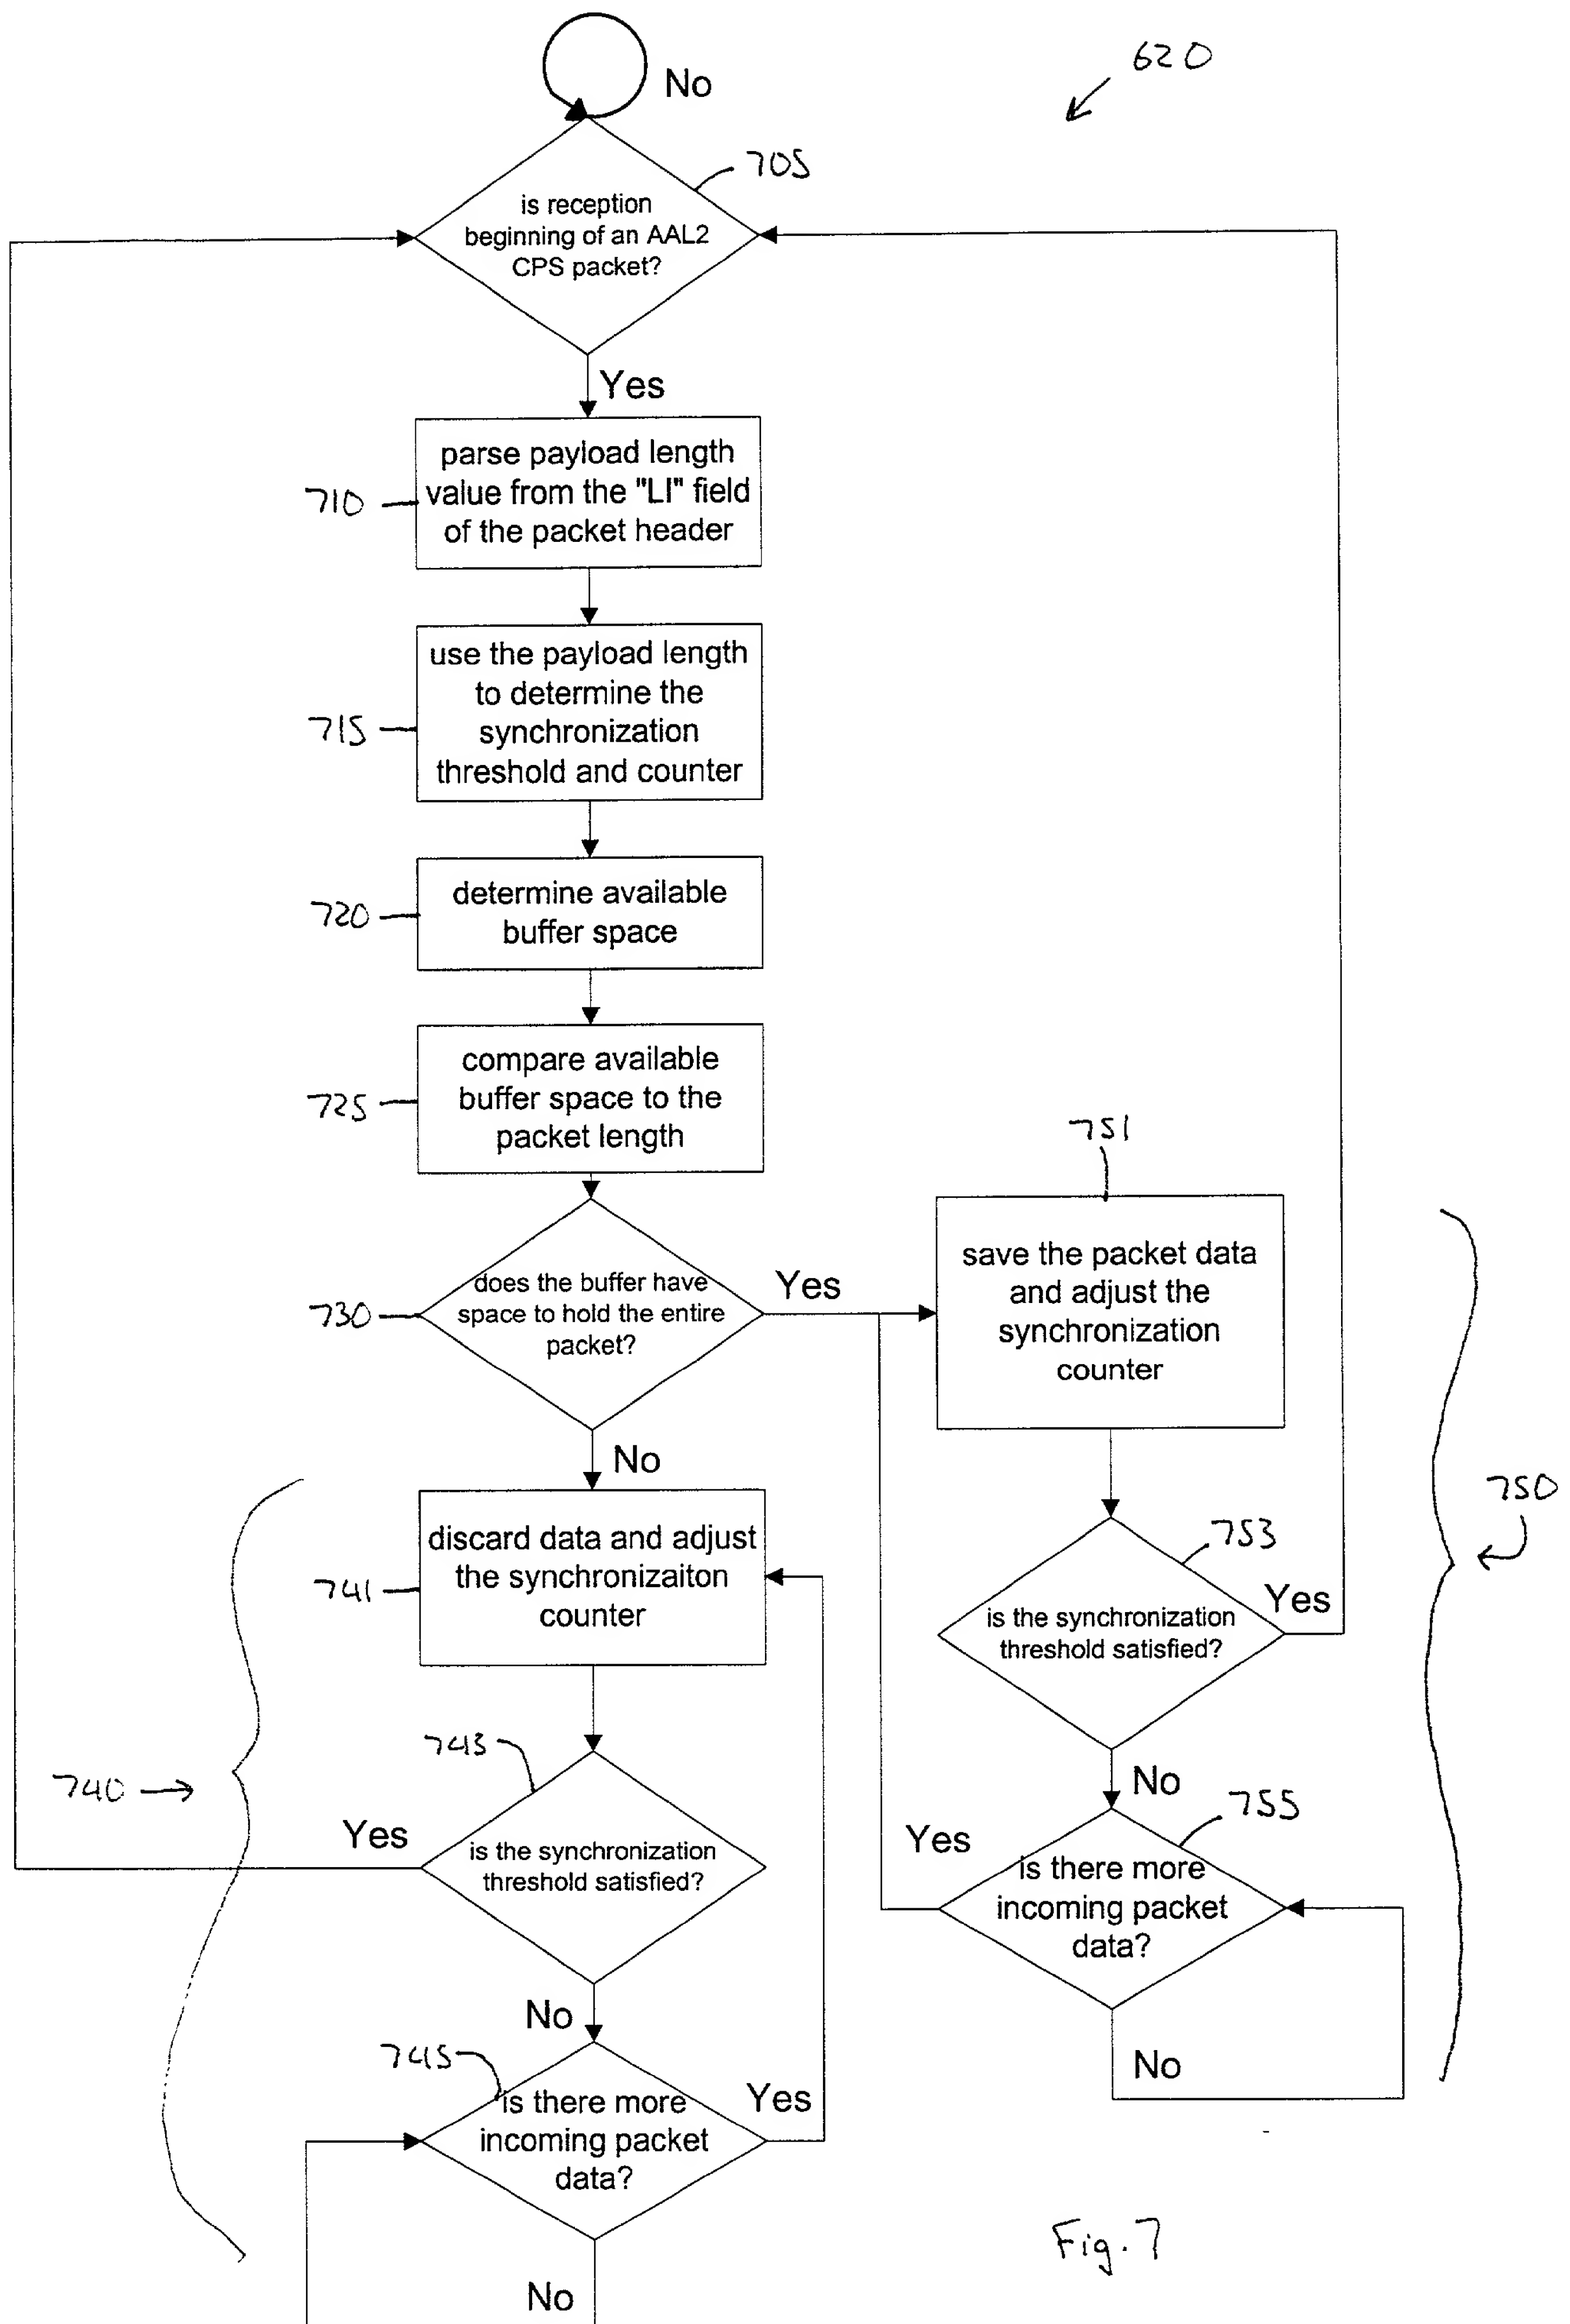 No
620
705
is reception
beginning of an AAL2
CPS packet?
Yes
710
parse payload length
value from the "LI" field
of the packet header
715
use the payload length
to determine the
synchronization
threshold and counter
720
determine available
buffer space
725
compare available
buffer space to the
packet length
730
does the buffer have
space to hold the entire
packet?
Yes
751
save the packet data
and adjust the
synchronization
counter
No
741
discard data and adjust
the synchronizaiton
counter
750
753
is the synchronization
threshold satisfied?
Yes
740
743
is the synchronization
threshold satisfied?
Yes
No
755
is there more
incoming packet
data?
Yes
No
No
745
is there more
incoming packet
data?
Yes
No
Fig. 7